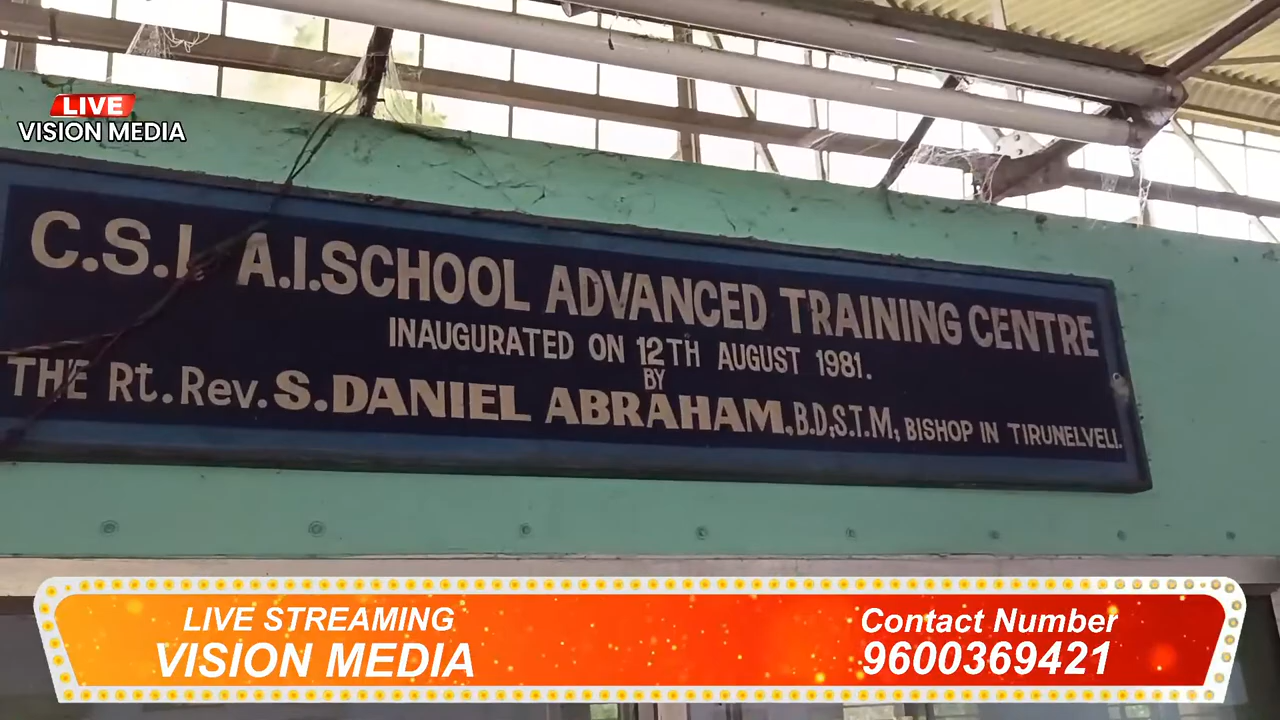 LIVE
VISION MEDIA
C.S.I. A.I.SCHOOL ADVANCED TRAINING CENTRE
INAUGURATED ON 12TH AUGUST 1981.
BY
THE Rt.Rev.S.DANIEL ABRAHAM,B.D,S.T.M, BISHOP IN TIRUNELVELI.
LIVE STREAMING
VISION MEDIA
Contact Number
9600369421